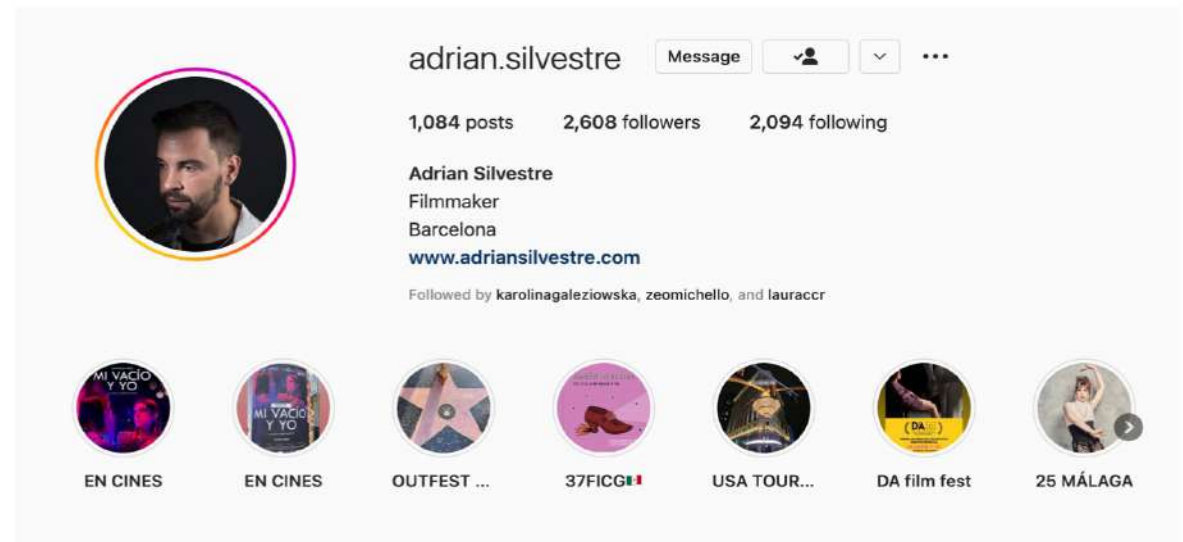 adrian.silvestre Message
1,084 posts 2,608 followers 2,094 following
Adrian Silvestre
Filmmaker
Barcelona
www.adriansilvestre.com
Followed by karolinagaleziowska, zeomichello, and lauraccr
MI VACÍO
Y YO
MI VACÍO
Y YO
DA
EN CINES EN CINES OUTFEST ... 37FICG USA TOUR... DA film fest 25 MÁLAGA